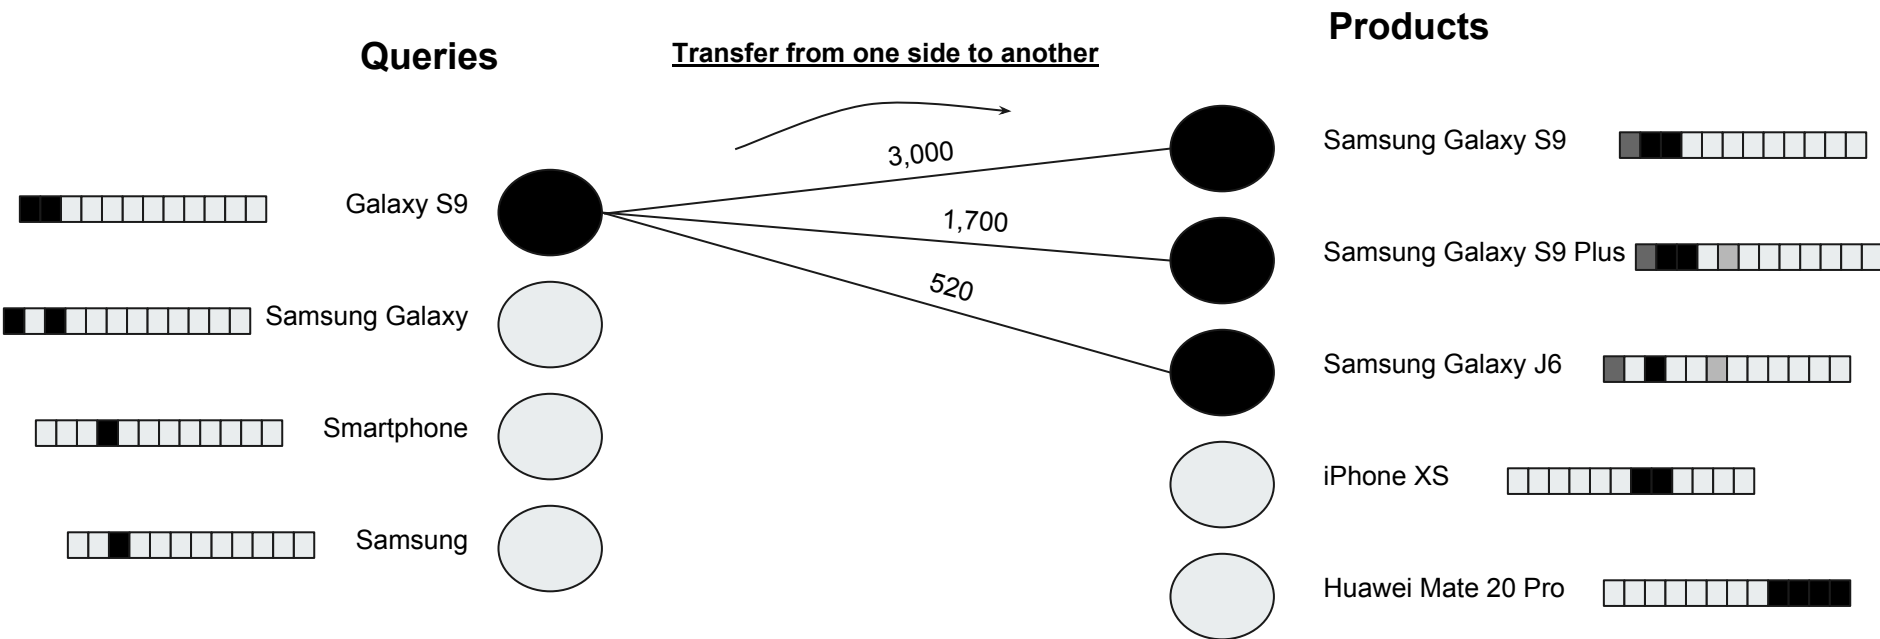 Queries
Transfer from one side to another
Products
Galaxy S9
Samsung Galaxy
Smartphone
Samsung
3,000
1,700
520
Samsung Galaxy S9
Samsung Galaxy S9 Plus
Samsung Galaxy J6
iPhone XS
Huawei Mate 20 Pro